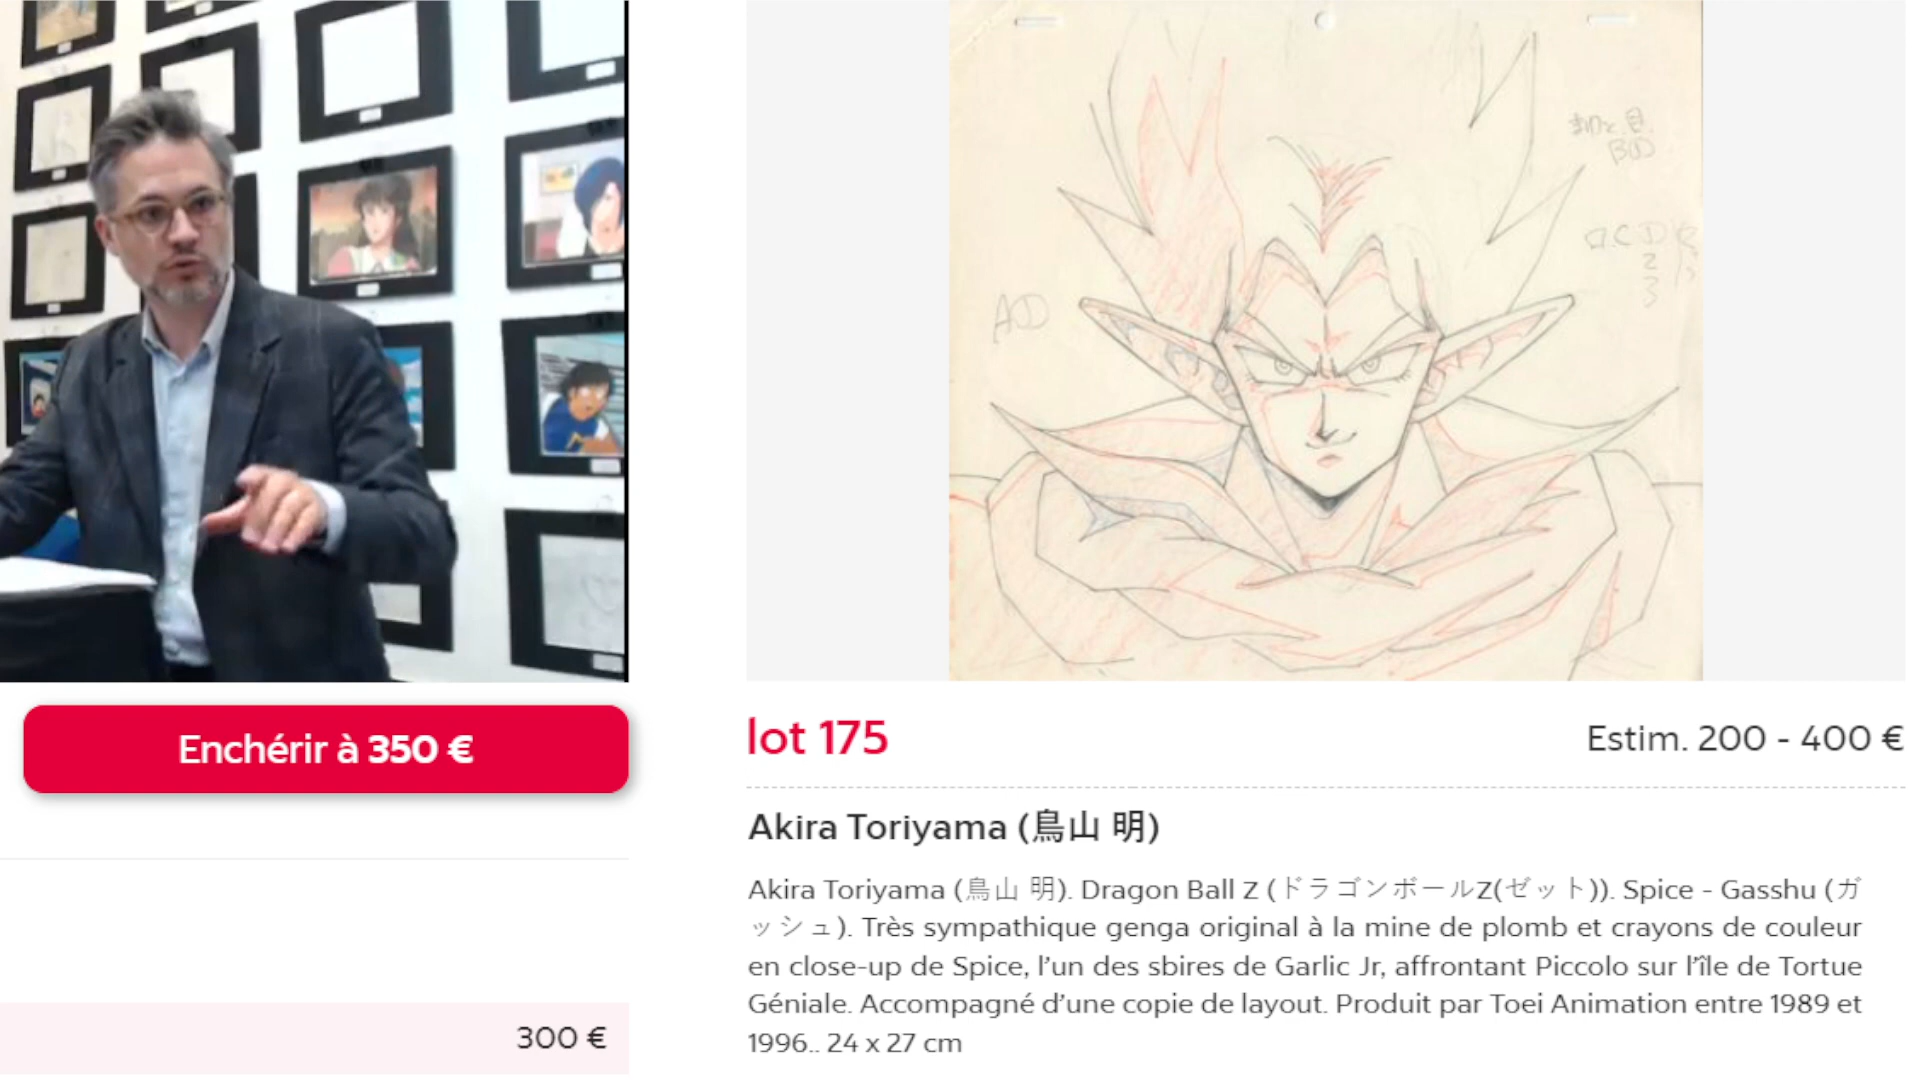 AOD
Enchérir à 350 €
300 €
lot 175
Estim. 200 - 400 €
Akira Toriyama (鳥山 明)
Akira Toriyama (鳥山 明). Dragon Ball Z (ドラゴンボールZ(ゼット)). Spice - Gasshu (ガ
ッシュ). Très sympathique genga original à la mine de plomb et crayons de couleur
en close-up de Spice, l'un des sbires de Garlic Jr, affrontant Piccolo sur l'île de Tortue
Géniale. Accompagné d'une copie de layout. Produit par Toei Animation entre 1989 et
1996.. 24 x 27 cm